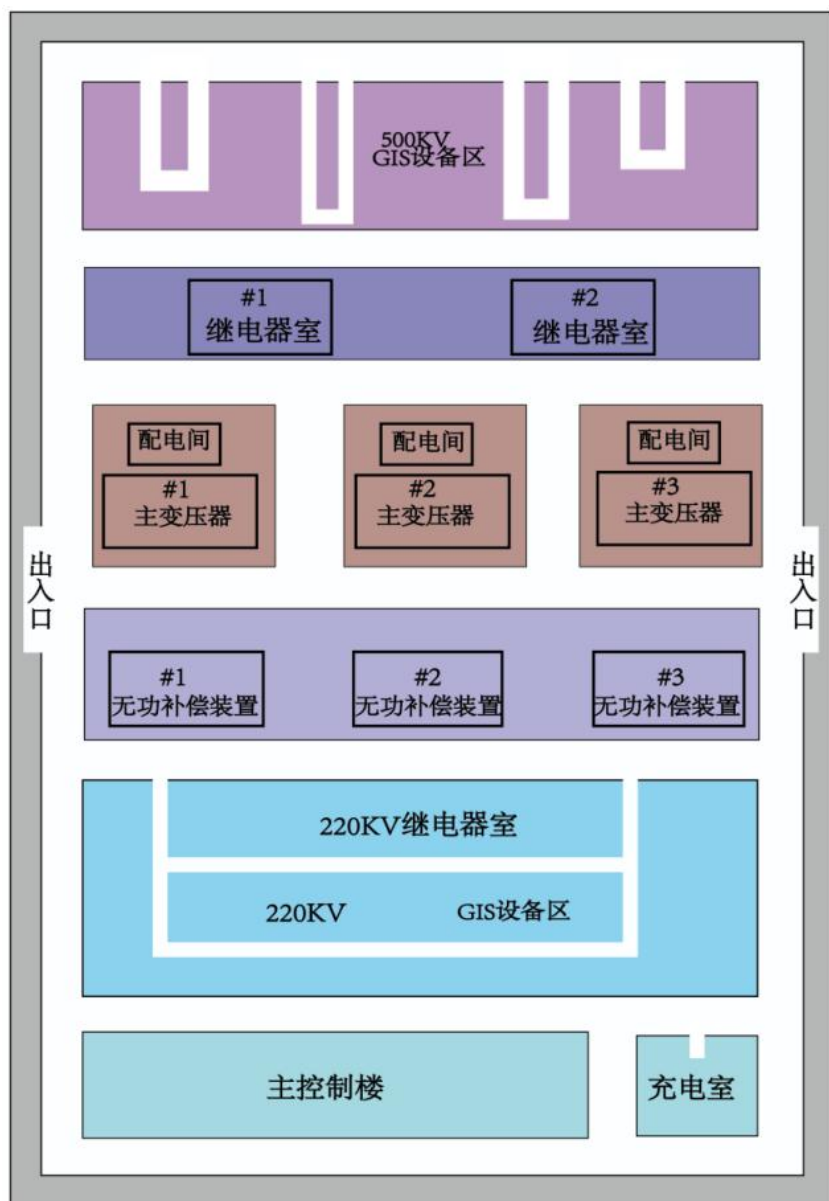 500KV
GIS设备区
#1
继电器室
#2
继电器室
配电间
配电间
配电间
#1
主变压器
#2
主变压器
#3
主变压器
出入口
出入口
#1
无功补偿装置
#2
无功补偿装置
#3
无功补偿装置
220KV继电器室
220KV GIS设备区
主控制楼
充电室